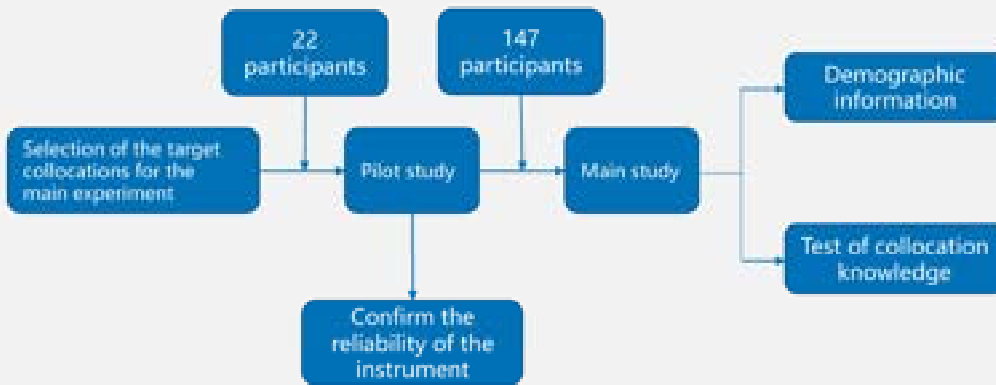 22
participants
147
participants
Demographic
information
Selection of the target
collocations for the
main experiment
Pilot study
Main study
Test of collocation
knowledge
Confirm the
reliability of the
instrument